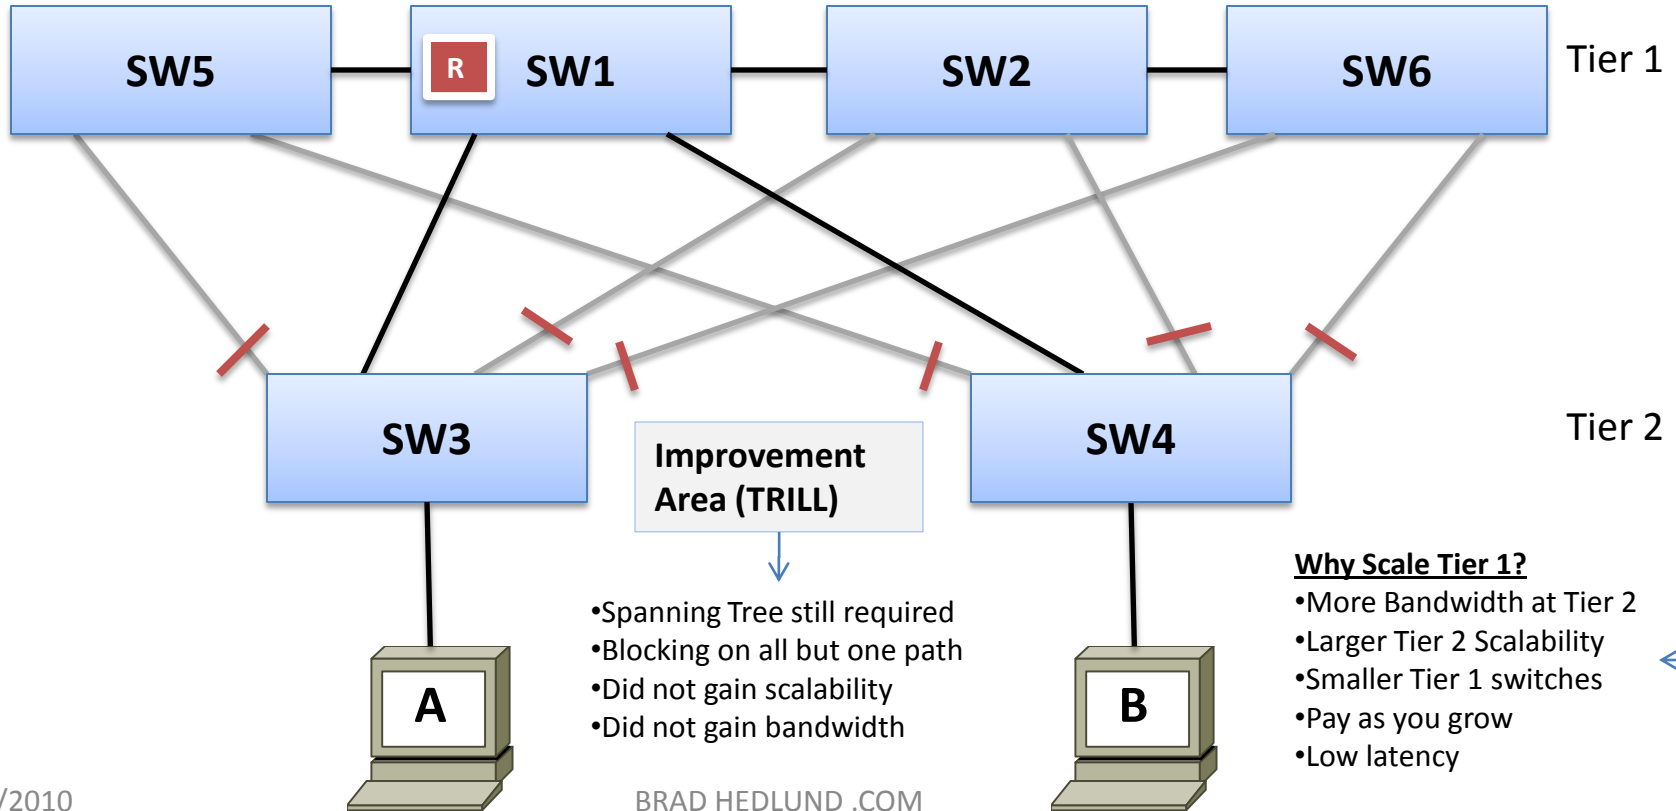 SW5
R
SW1
SW2
SW6
Tier 1
SW3
SW4
Tier 2
Improvement
Area (TRILL)
•Spanning Tree still required
•Blocking on all but one path
•Did not gain scalability
•Did not gain bandwidth
Why Scale Tier 1?
•More Bandwidth at Tier 2
•Larger Tier 2 Scalability
•Smaller Tier 1 switches
•Pay as you grow
•Low latency
A
B
/2010
BRAD HEDLUND .COM